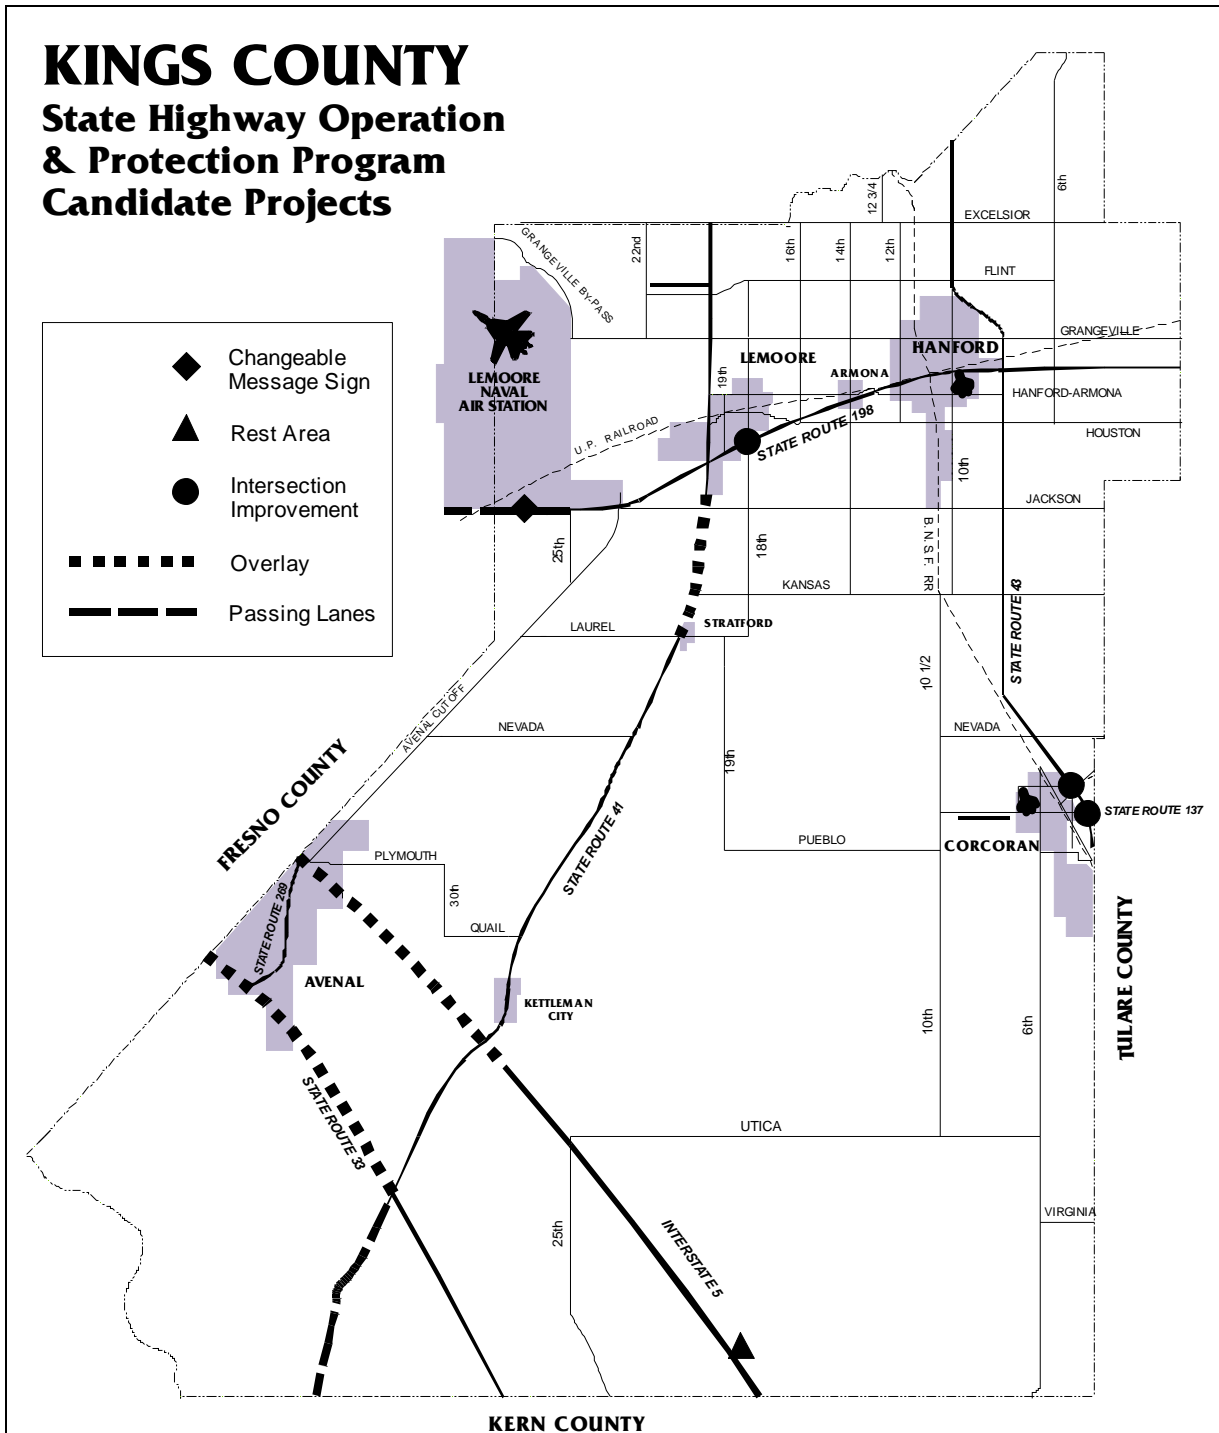 KINGS COUNTY
State Highway Operation
& Protection Program
Candidate Projects
Changeable
Message Sign
Rest Area
Intersection
Improvement
Overlay
Passing Lanes
6th
12 3/4
EXCELSIOR
GRANGEVILLE BY-PASS
22nd
16th
14th
12th
FLINT
GRANGEVILLE
HANFORD
LEMOORE
ARMONA
19th
LEMOORE
NAVAL
AIR STATION
HANFORD-ARMONA
U.P. RAILROAD
STATE ROUTE 198
HOUSTON
10th
JACKSON
25th
18th
B.N.S.F. RR
KANSAS
STATE ROUTE 43
LAUREL
STRATFORD
10 1/2
AVENAL CUT OFF
NEVADA
NEVADA
19th
FRESNO COUNTY
STATE ROUTE 41
STATE ROUTE 137
PUEBLO
CORCORAN
PLYMOUTH
30th
STATE ROUTE 269
QUAIL
AVENAL
KETTLEMAN
CITY
10th
6th
TULARE COUNTY
STATE ROUTE 33
UTICA
VIRGINIA
25th
INTERSTATE 5
KERN COUNTY